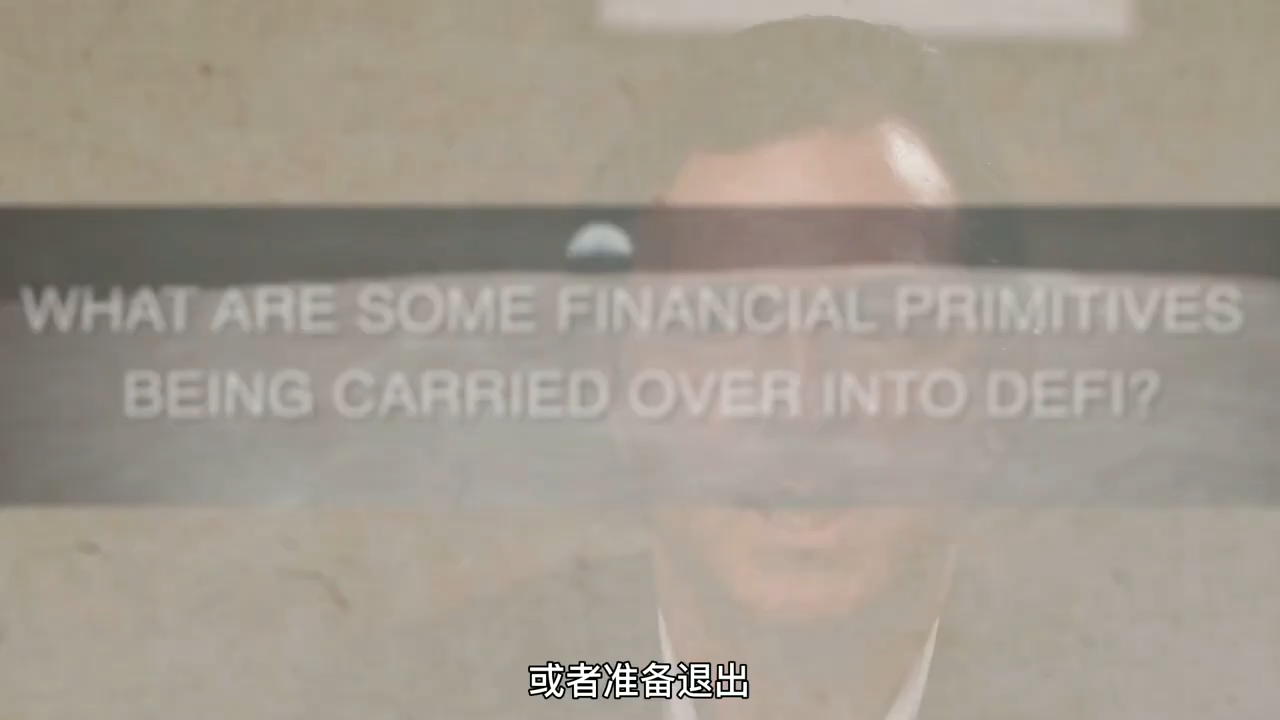 WHAT ARE SOME FINANCIAL PRIMITIVES
BEING CARRIED OVER INTO DEFI?
或者准备退出